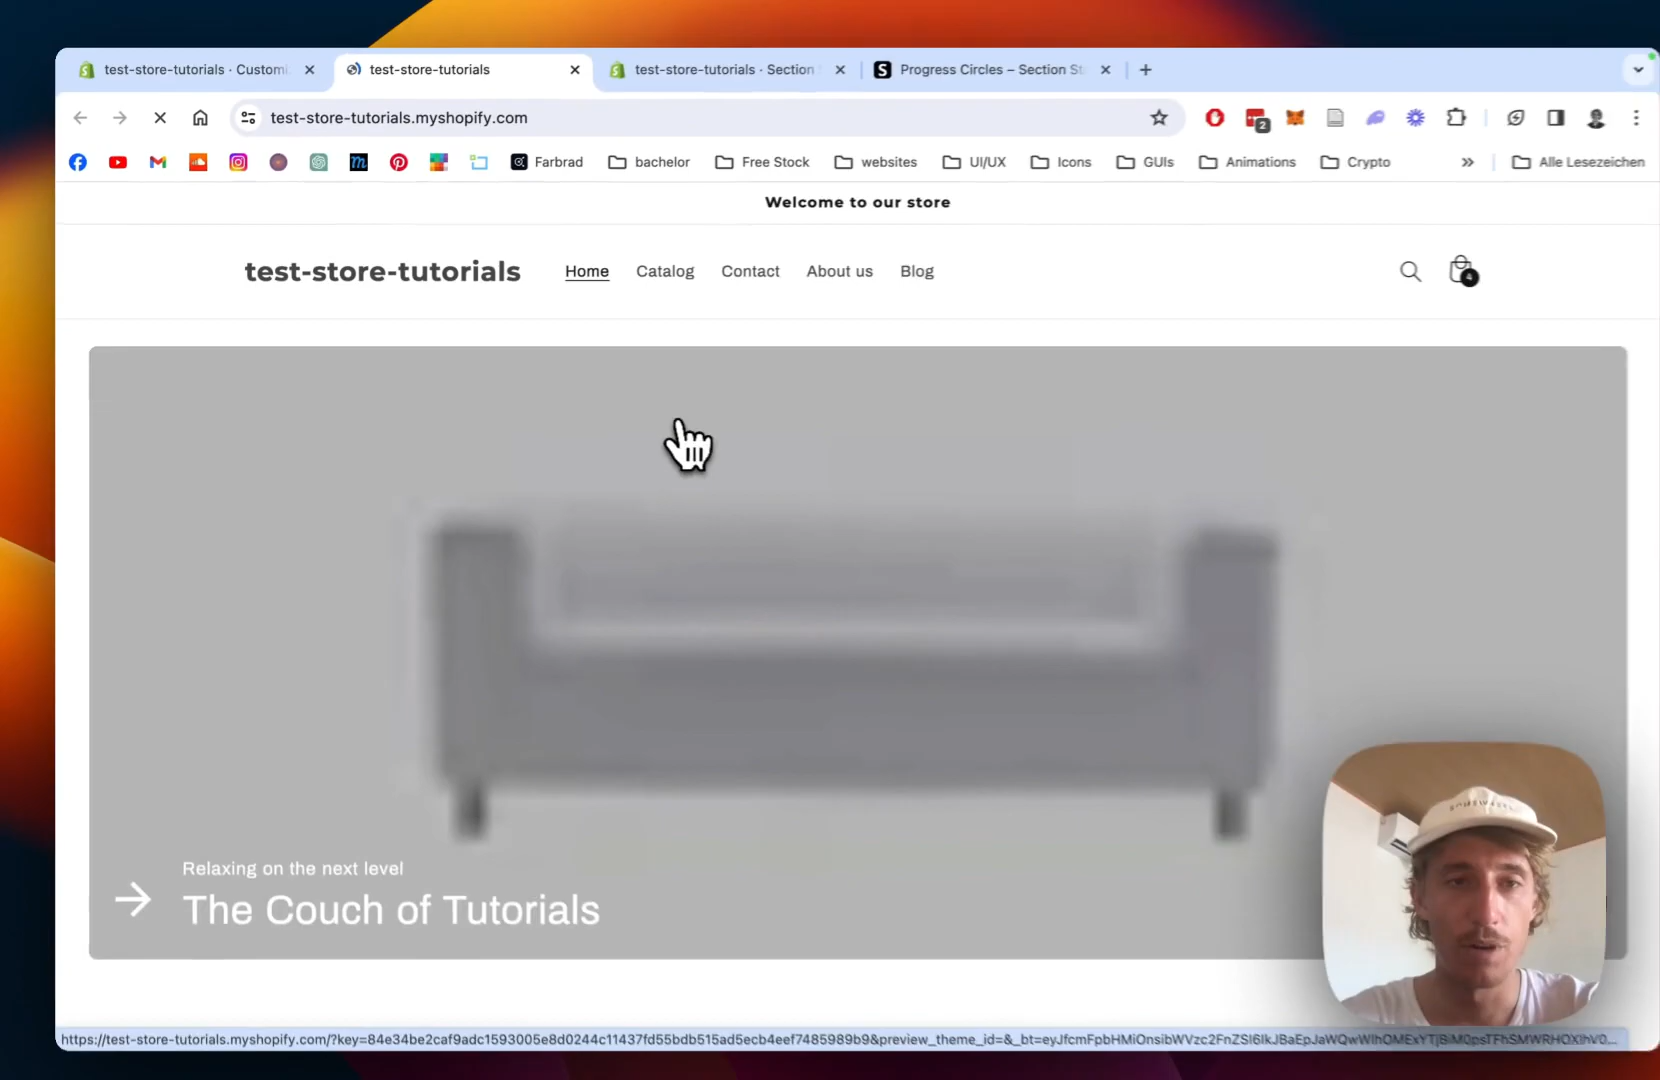 test-store-tutorials · Customi
test-store-tutorials
test-store-tutorials · Section
Progress Circles – Section St
test-store-tutorials.myshopify.com
2
Farbrad
bachelor
Free Stock
websites
UI/UX
Icons
GUIs
Animations
Crypto
Alle Lesezeichen
Welcome to our store
test-store-tutorials
Home
Catalog
Contact
About us
Blog
4
Relaxing on the next level
The Couch of Tutorials